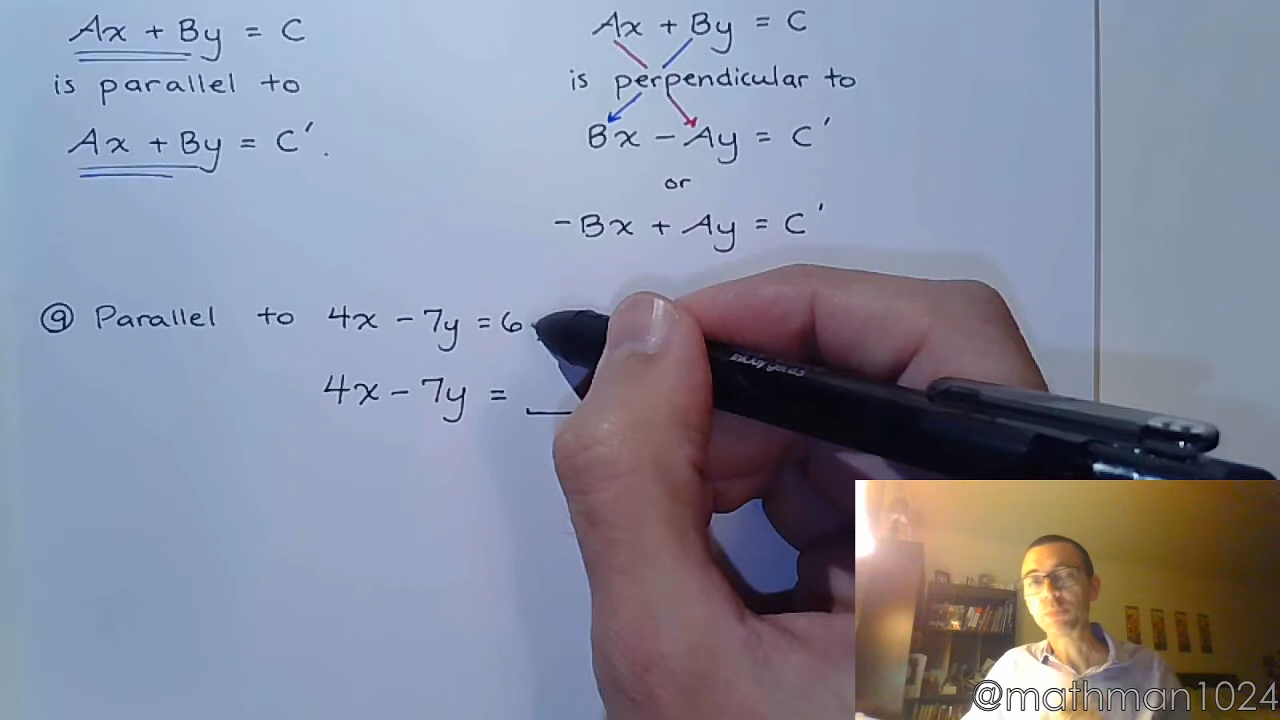 Ax + By = C
is parallel to
Ax + By = C′.
Ax + By = C
is perpendicular to
Bx − Ay = C′
or
−Bx + Ay = C′
⑨ Parallel to 4x − 7y = 6
4x − 7y =
@mathman1024